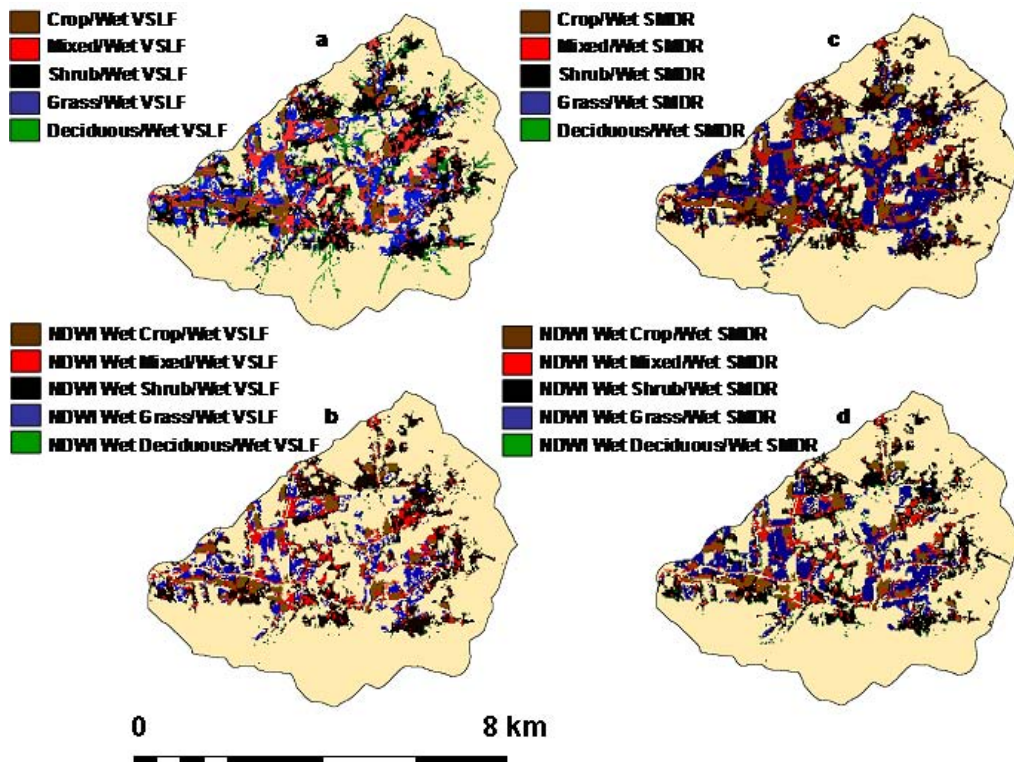 Crop/Wet VSLF
Mixed/Wet VSLF
Shrub/Wet VSLF
Grass/Wet VSLF
Deciduous/Wet VSLF
a
Crop/Wet SMDR
Mixed/Wet SMDR
Shrub/Wet SMDR
Grass/Wet SMDR
Deciduous/Wet SMDR
c
NDWI Wet Crop/Wet VSLF
NDWI Wet Mixed/Wet VSLF
NDWI Wet Shrub/Wet VSLF
NDWI Wet Grass/Wet VSLF
NDWI Wet Deciduous/Wet VSLF
b
NDWI Wet Crop/Wet SMDR
NDWI Wet Mixed/Wet SMDR
NDWI Wet Shrub/Wet SMDR
NDWI Wet Grass/Wet SMDR
NDWI Wet Deciduous/Wet SMDR
d
0 8 km